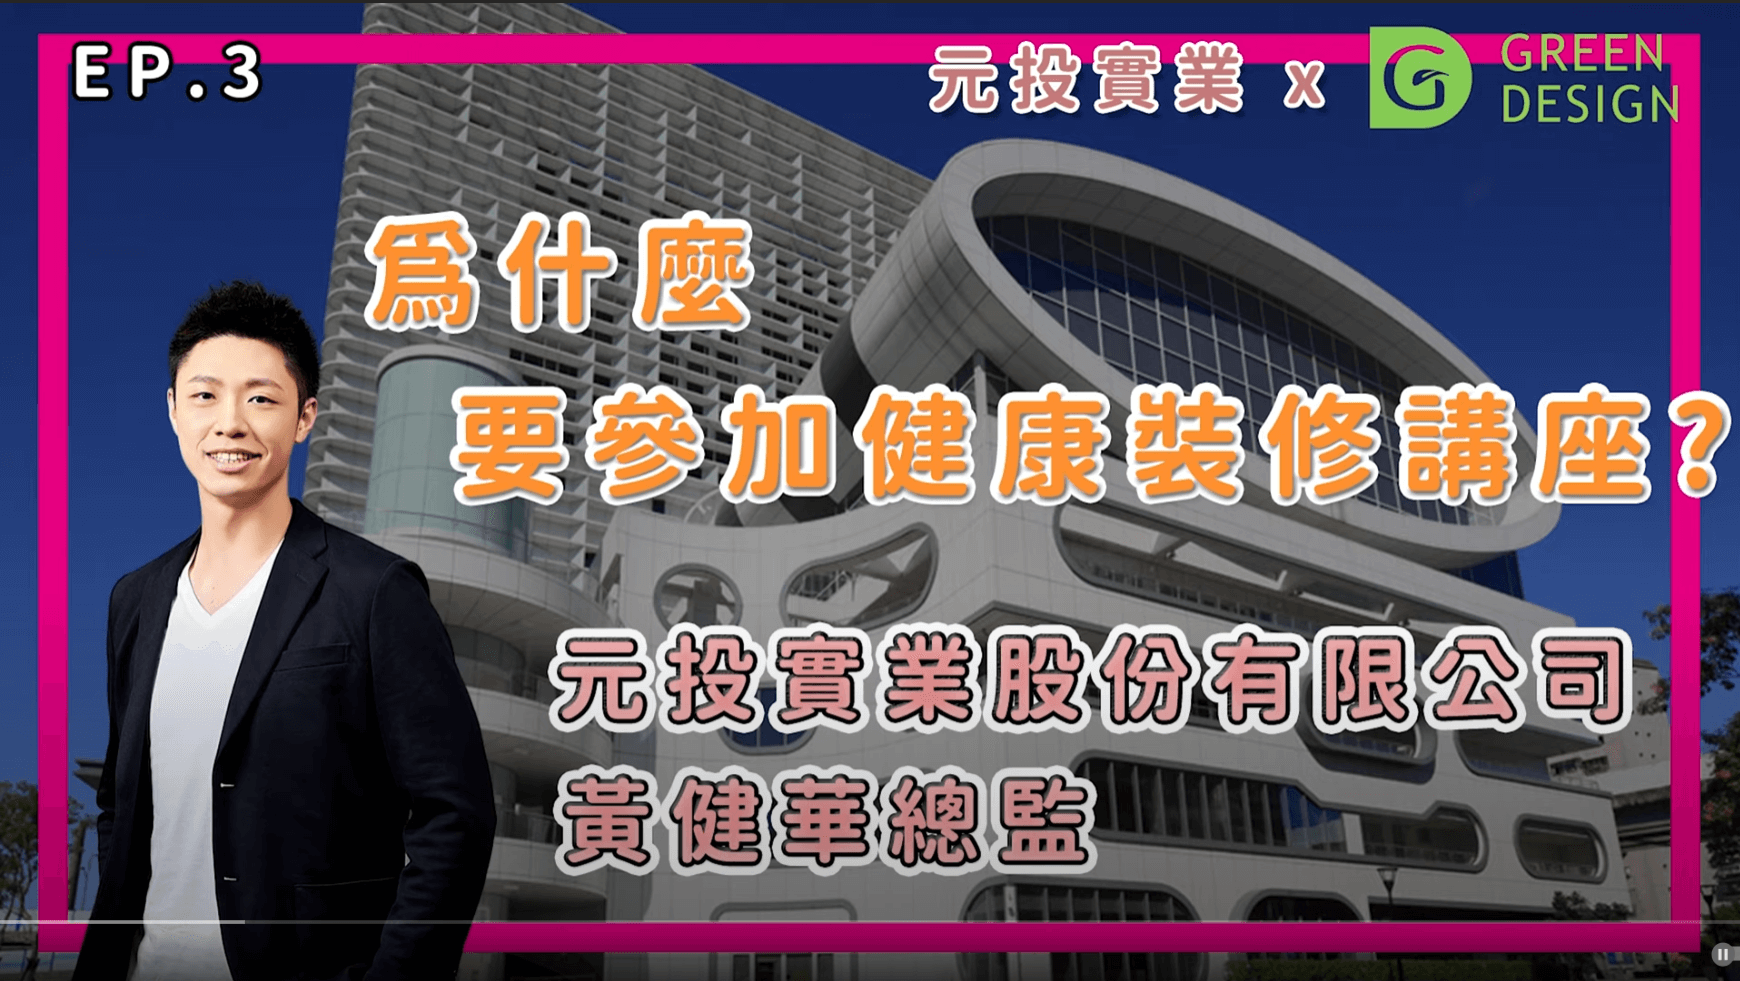 EP.3
元投實業 x
GREEN
DESIGN
為什麼
要參加健康裝修講座?
元投實業股份有限公司
黃健華總監